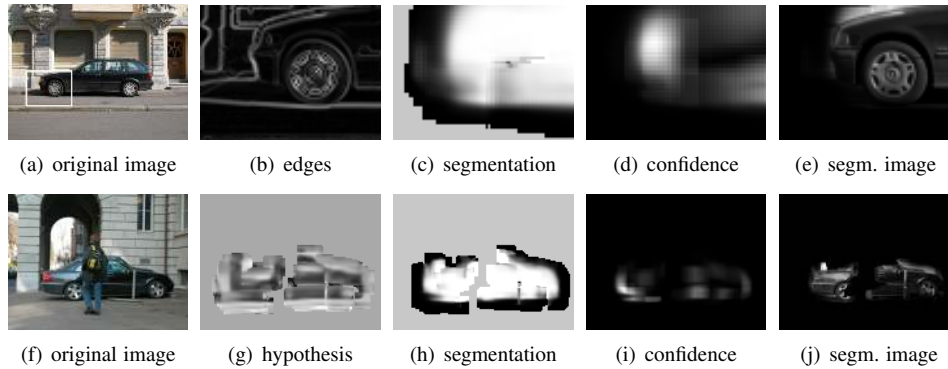 (a) original image (b) edges (c) segmentation (d) confidence (e) segm. image
(f) original image (g) hypothesis (h) segmentation (i) confidence (j) segm. image